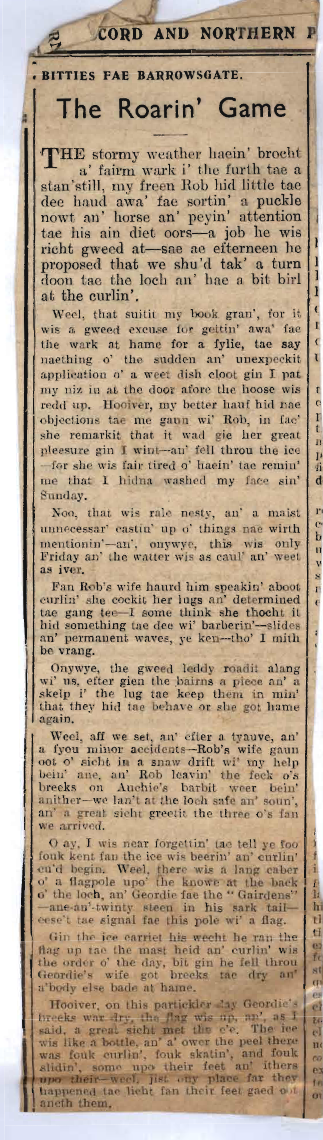 CORD AND NORTHERN P
BITTIES FAE BARROWSGATE.
The Roarin' Game
THE stormy weather haein' brocht
a' fairm wark i' the furth tae a
stan'still, my freen Rob hid little tae
dee haud awa' fae sortin' a puckle
nowt an' horse an' peyin' attention
tae his ain diet oors—a job he wis
richt gweed at—sae ae efterneen he
proposed that we shu'd tak' a turn
doon tae the loch an' hae a bit birl
at the curlin'.
Weel, that suitit my book gran', for it
wis a gweed excuse for gettin' awa' fae
the wark at hame for a fylie, tae say
naething o' the sudden an' unexpeckit
application o' a weet dish cloot gin I pat
my niz in at the door afore the hoose wis
redd up. Hooiver, my better hauf hid nae
objections tae me gaun wi' Rob, in fac'
she remarkit that it wad gie her great
pleasure gin I wint—an' fell throu the ice
—for she wis fair tired o' haein' tae remin'
me that I hidna washed my face sin'
Sunday.
Noo, that wis rale nesty, an' a maist
unnecessar' castin' up o' things nae wirth
mentionin'—an', onywye, this wis only
Friday an' the watter wis as caul' an' weet
as iver.
Fan Rob's wife haurd him speakin' aboot
curlin' she cockit her lugs an' determined
tae gang tee—I some think she thocht it
hid something tae dee wi' barberin'—slides
an' permanent waves, ye ken—tho' I mith
be vrang.
Onywye, the gweed leddy roadit alang
wi' us, efter gien the bairns a piece an' a
skelp i' the lug tae keep them in min'
that they hid tae behave or she got hame
again.
Weel, aff we set, an' efter a tyauve, an'
a fyou minor accidents—Rob's wife gaun
oot o' sicht in a snaw drift wi' my help
bein' ane, an' Rob leavin' the feck o's
breeks on Auchie's barbit weer bein'
anither—we lan't at the loch safe an' soun',
an' a great sicht greetit the three o's fan
we arrived.
O ay, I wis near forgettin' tae tell ye foo
fouk kent fan the ice wis beerin' an' curlin'
cu'd begin. Weel, there wis a lang caber
o' a flagpole upo' the knowe at the back
o' the loch, an' Geordie fae the "Gairdens"
—ane-an'-twinty steen in his sark tail—
eese't tae signal fae this pole wi' a flag.
Gin the ice carriet his wecht he ran the
flag up tae the mast heid an' curlin' wis
the order o' the day, bit gin he fell throu
Geordie's wife got breeks tae dry an'
a'body else bade at hame.
Hooiver, on this partickler day Geordie's
breeks war dry, the flag wis up, an', as I
said, a great sicht met the e'e. The ice
wis like a bottle, an' a' ower the peel there
was fouk curlin', fouk skatin', and fouk
slidin', some upo their feet an' ithers
upo their—weel, jist ony place far they
happened tae licht fan their feet gaed oot
aneth them.